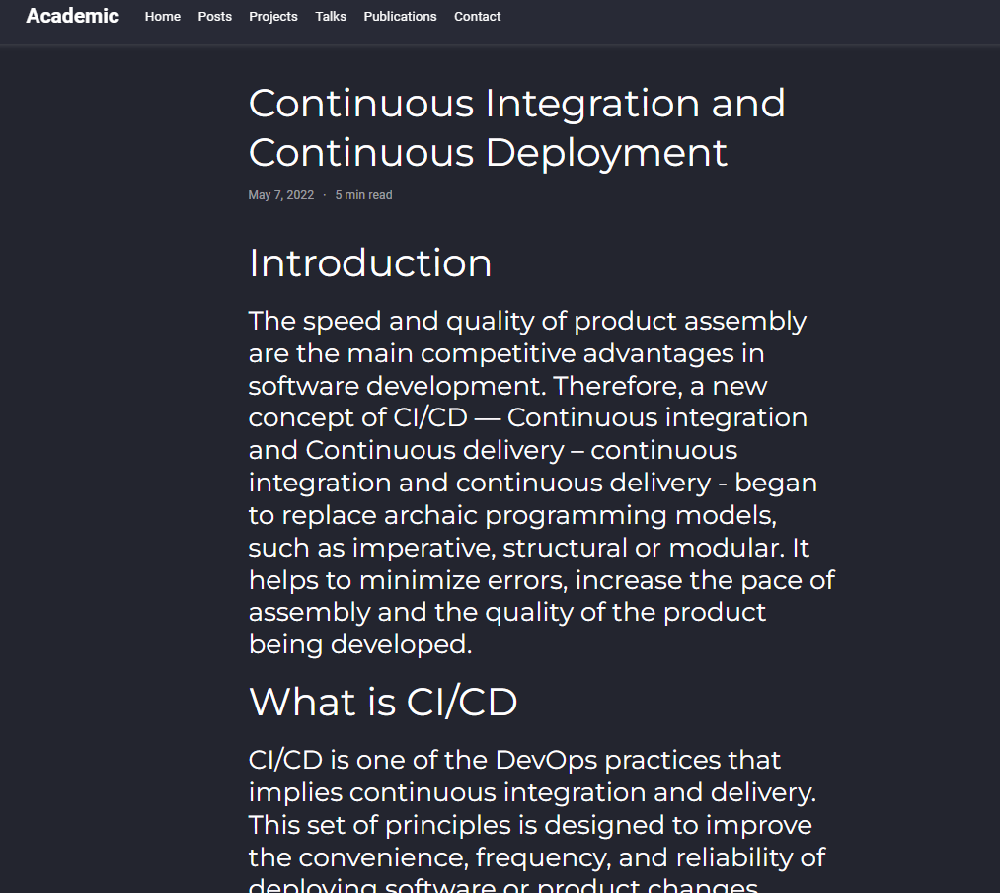 Academic Home Posts Projects Talks Publications Contact
Continuous Integration and
Continuous Deployment
May 7, 2022 · 5 min read
Introduction
The speed and quality of product assembly
are the main competitive advantages in
software development. Therefore, a new
concept of CI/CD — Continuous integration
and Continuous delivery – continuous
integration and continuous delivery - began
to replace archaic programming models,
such as imperative, structural or modular. It
helps to minimize errors, increase the pace of
assembly and the quality of the product
being developed.
What is CI/CD
CI/CD is one of the DevOps practices that
implies continuous integration and delivery.
This set of principles is designed to improve
the convenience, frequency, and reliability of
deploying software or product changes